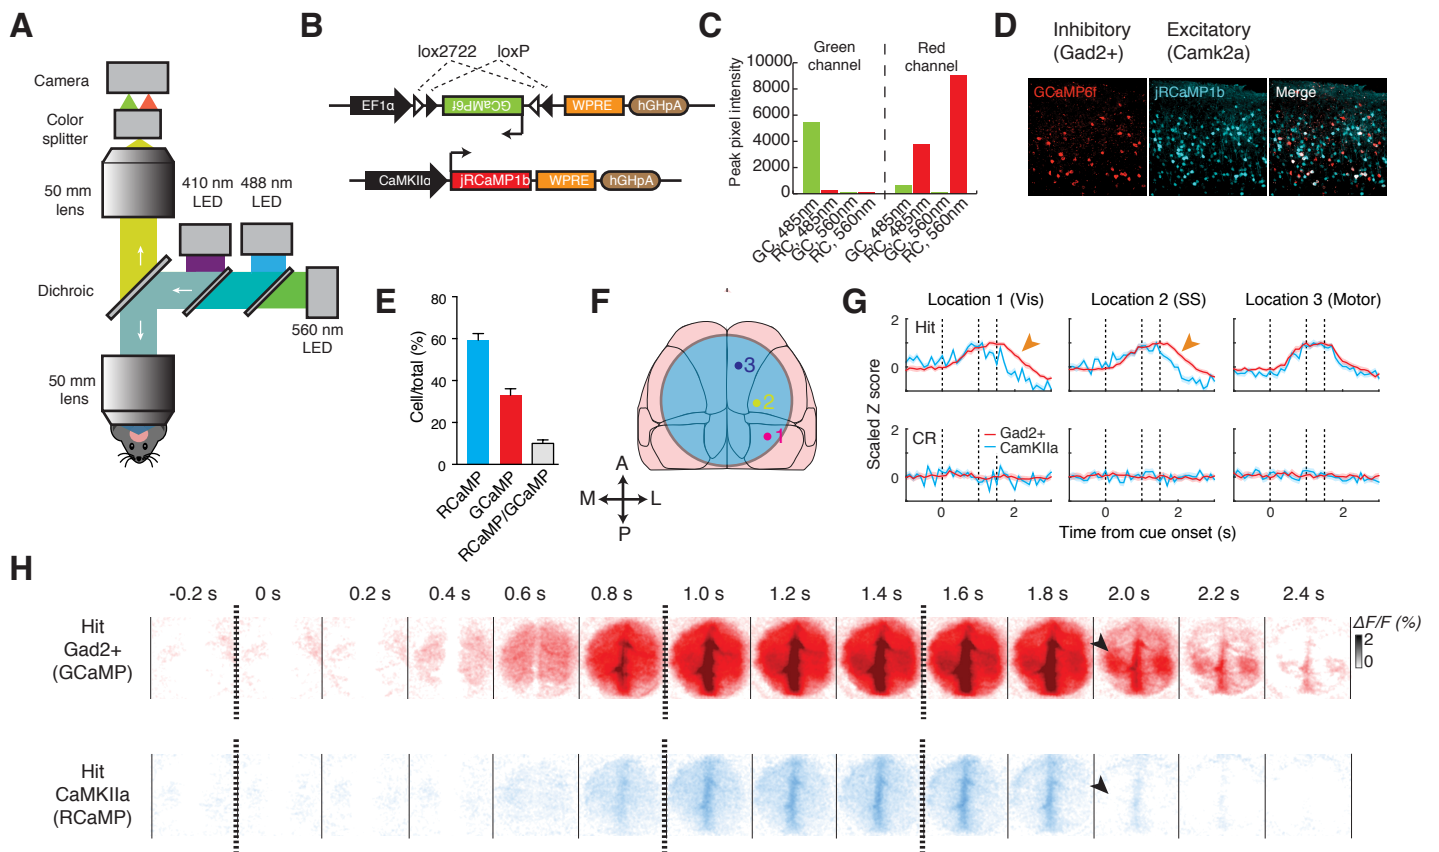 A
Camera
Color
splitter
50 mm
lens
410 nm
LED
488 nm
LED
Dichroic
560 nm
LED
50 mm
lens
B
lox2722
loxP
EF1α
GCaMP6f
WPRE
hGHpA
CaMKIIα
jRCaMP1b
WPRE
hGHpA
C
Green
channel
Red
channel
Peak pixel intensity
10000
8000
6000
4000
2000
0
GC, 485nm
RC, 485nm
GC, 560nm
RC, 560nm
GC, 485nm
RC, 485nm
GC, 560nm
RC, 560nm
D
Inhibitory
(Gad2+)
Excitatory
(Camk2a)
GCaMP6f
jRCaMP1b
Merge
E
Cell/total (%)
80
60
40
20
0
RCaMP
GCaMP
RCaMP/GCaMP
F
3
2
1
A
M
L
P
G
Location 1 (Vis)
Location 2 (SS)
Location 3 (Motor)
Scaled Z score
Hit
2
0
CR
Gad2+
CamKIIa
2
0
0
2
0
2
0
2
Time from cue onset (s)
H
-0.2 s
0 s
0.2 s
0.4 s
0.6 s
0.8 s
1.0 s
1.2 s
1.4 s
1.6 s
1.8 s
2.0 s
2.2 s
2.4 s
Hit
Gad2+
(GCaMP)
ΔF/F (%)
2
0
Hit
CaMKIIa
(RCaMP)